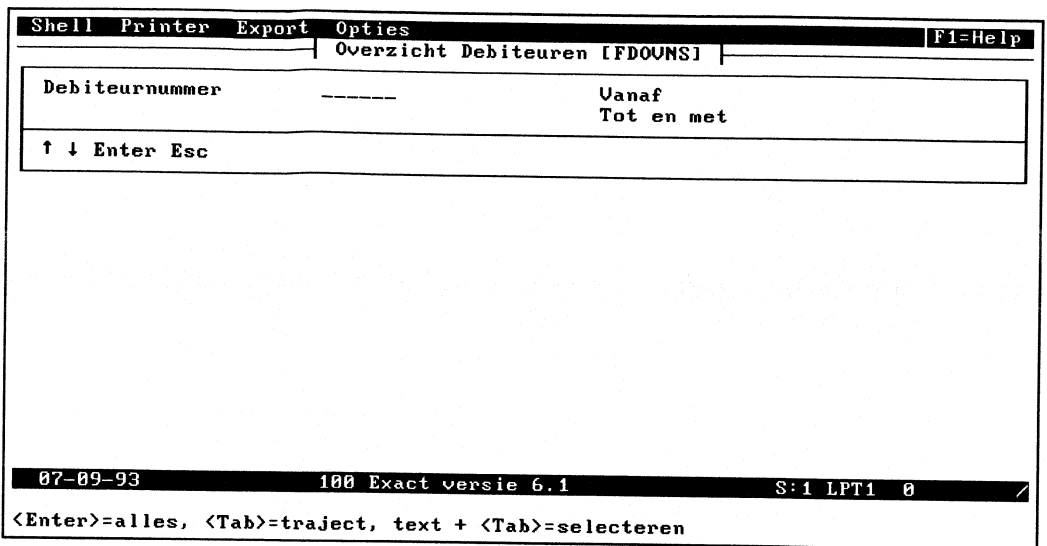 Shell Printer Export Opties F1=Help
Overzicht Debiteuren [FDOVNS]
Debiteurnummer ______ Vanaf
Tot en met
↑ ↓ Enter Esc
07-09-93 100 Exact versie 6.1 S:1 LPT1 0 /
<Enter>=alles, <Tab>=traject, text + <Tab>=selecteren